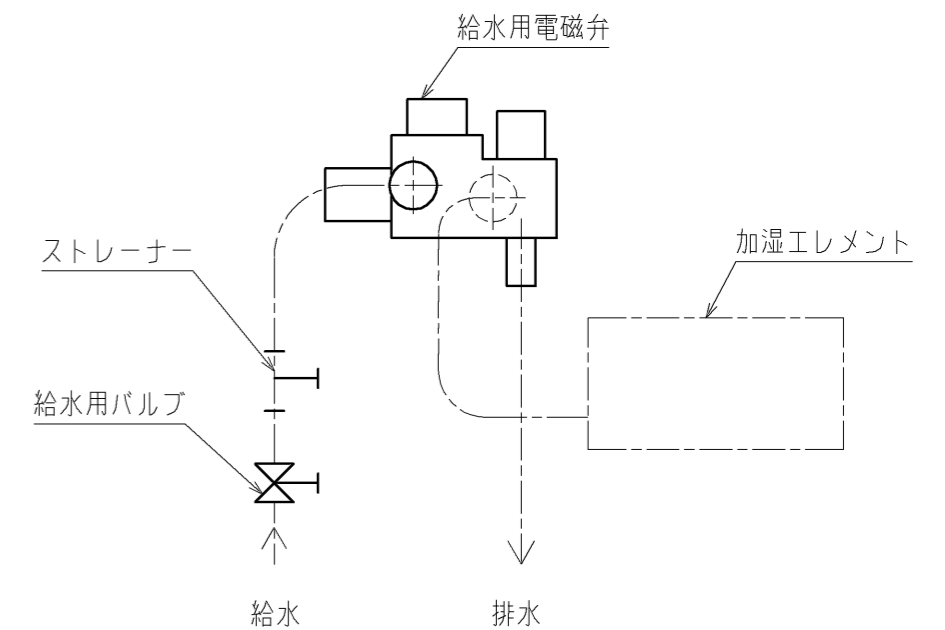 給水用電磁弁
ストレーナー
加湿エレメント
給水用バルブ
給水
排水